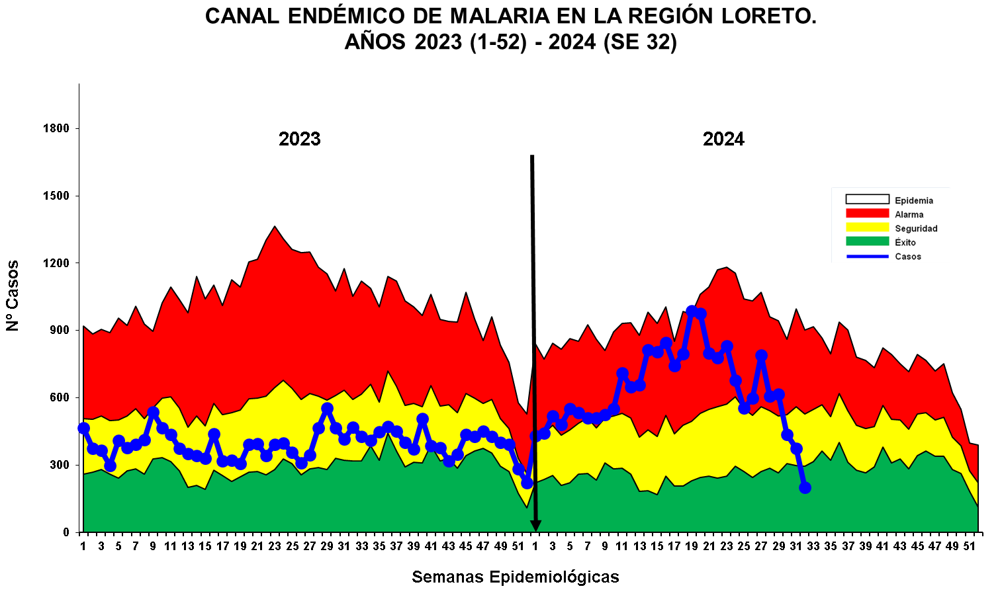 CANAL ENDÉMICO DE MALARIA EN LA REGIÓN LORETO.
AÑOS 2023 (1-52) - 2024 (SE 32)
1800
1500
1200
900
600
300
0
Nº Casos
2023
2024
Epidemia
Alarma
Seguridad
Éxito
Casos
1 3 5 7 9 11 13 15 17 19 21 23 25 27 29 31 33 35 37 39 41 43 45 47 49 51 1 3 5 7 9 11 13 15 17 19 21 23 25 27 29 31 33 35 37 39 41 43 45 47 49 51
Semanas Epidemiológicas